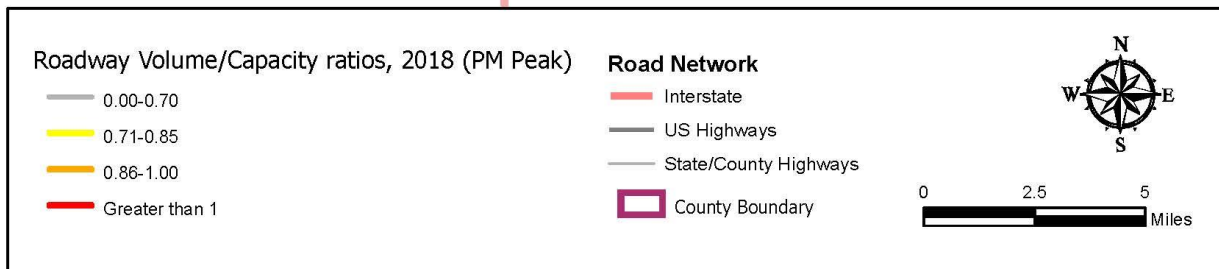 Roadway Volume/Capacity ratios, 2018 (PM Peak)
0.00-0.70
0.71-0.85
0.86-1.00
Greater than 1
Road Network
Interstate
US Highways
State/County Highways
County Boundary
N
W E
S
0 2.5 5
Miles